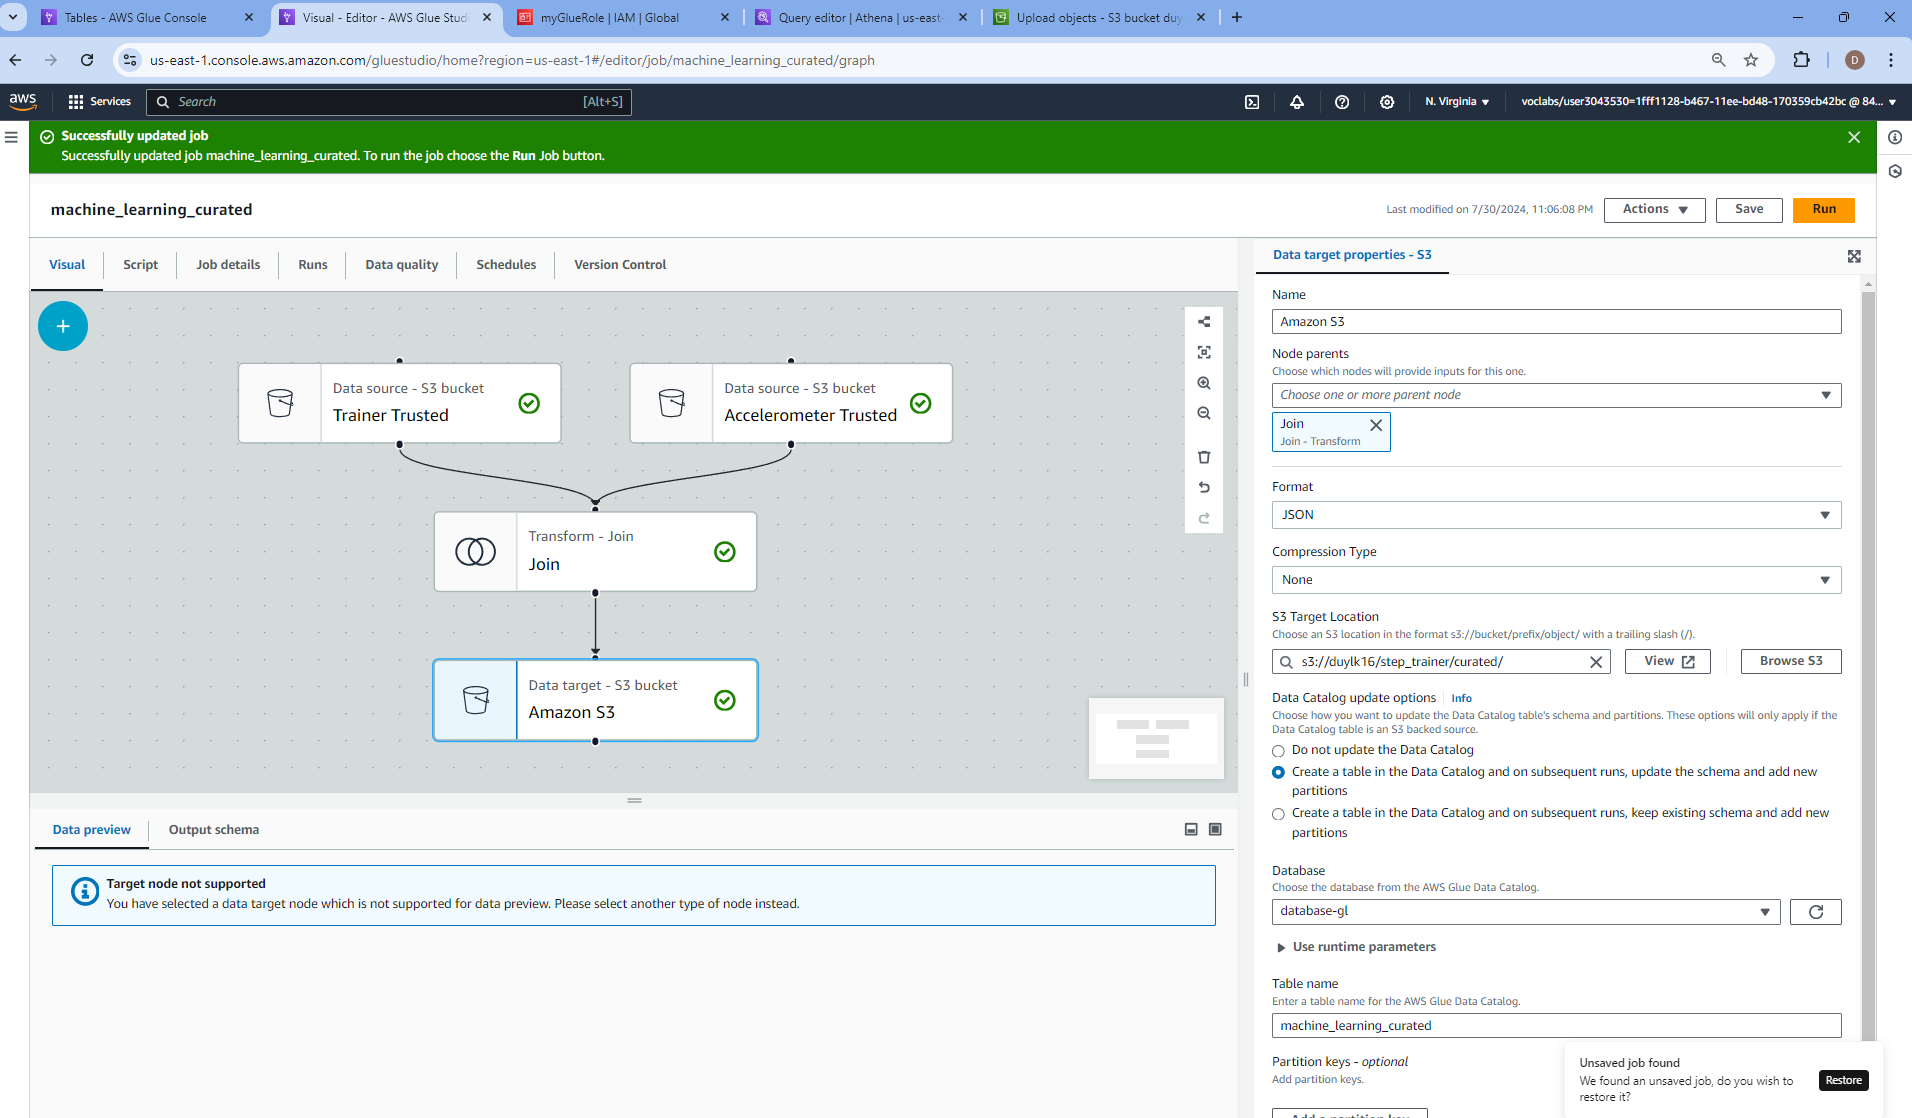 Tables - AWS Glue Console
Visual - Editor - AWS Glue Studi
myGlueRole | IAM | Global
Query editor | Athena | us-east-
Upload objects - S3 bucket duy
us-east-1.console.aws.amazon.com/gluestudio/home?region=us-east-1#/editor/job/machine_learning_curated/graph
D
aws
Services
Search
[Alt+S]
N. Virginia
voclabs/user3043530=1fff1128-b467-11ee-bd48-170359cb42bc @ 84...
Successfully updated job
Successfully updated job machine_learning_curated. To run the job choose the Run Job button.
machine_learning_curated
Last modified on 7/30/2024, 11:06:08 PM
Actions
Save
Run
Visual
Script
Job details
Runs
Data quality
Schedules
Version Control
Data source - S3 bucket
Trainer Trusted
Data source - S3 bucket
Accelerometer Trusted
Transform - Join
Join
Data target - S3 bucket
Amazon S3
Data preview
Output schema
Target node not supported
You have selected a data target node which is not supported for data preview. Please select another type of node instead.
Data target properties - S3
Name
Amazon S3
Node parents
Choose which nodes will provide inputs for this one.
Choose one or more parent node
Join
Join - Transform
Format
JSON
Compression Type
None
S3 Target Location
Choose an S3 location in the format s3://bucket/prefix/object/ with a trailing slash (/).
s3://duylk16/step_trainer/curated/
View
Browse S3
Data Catalog update options
Info
Choose how you want to update the Data Catalog table's schema and partitions. These options will only apply if the
Data Catalog table is an S3 backed source.
Do not update the Data Catalog
Create a table in the Data Catalog and on subsequent runs, update the schema and add new
partitions
Create a table in the Data Catalog and on subsequent runs, keep existing schema and add new
partitions
Database
Choose the database from the AWS Glue Data Catalog.
database-gl
Use runtime parameters
Table name
Enter a table name for the AWS Glue Data Catalog.
machine_learning_curated
Partition keys - optional
Add partition keys.
Add a partition key
Unsaved job found
We found an unsaved job, do you wish to
restore it?
Restore